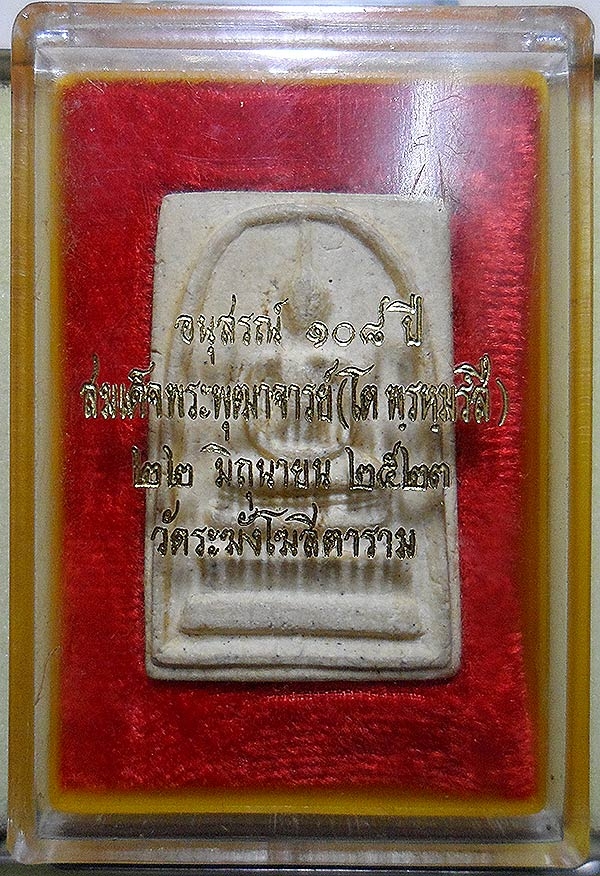 อนุสรณ์ ๑๐๘ ปี
สมเด็จพระพุฒาจารย์(โต พฺรหฺมรํสี)
๒๒ มิถุนายน ๒๕๒๓
วัดระฆังโฆสิตาราม